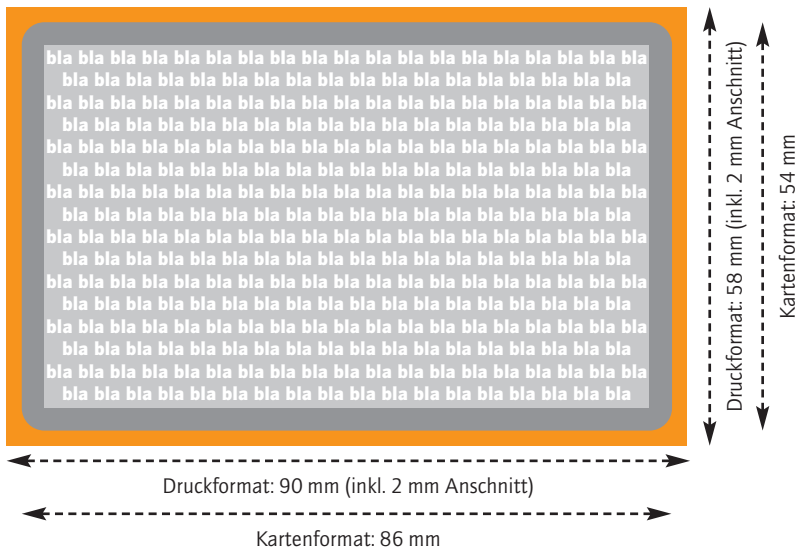 bla bla bla bla bla bla bla bla bla bla bla bla bla bla bla bla bla bla bla
bla bla bla bla bla bla bla bla bla bla bla bla bla bla bla bla bla bla
bla bla bla bla bla bla bla bla bla bla bla bla bla bla bla bla bla bla bla
bla bla bla bla bla bla bla bla bla bla bla bla bla bla bla bla bla bla
bla bla bla bla bla bla bla bla bla bla bla bla bla bla bla bla bla bla bla
bla bla bla bla bla bla bla bla bla bla bla bla bla bla bla bla bla bla
bla bla bla bla bla bla bla bla bla bla bla bla bla bla bla bla bla bla bla
bla bla bla bla bla bla bla bla bla bla bla bla bla bla bla bla bla bla
bla bla bla bla bla bla bla bla bla bla bla bla bla bla bla bla bla bla bla
bla bla bla bla bla bla bla bla bla bla bla bla bla bla bla bla bla bla
bla bla bla bla bla bla bla bla bla bla bla bla bla bla bla bla bla bla bla
bla bla bla bla bla bla bla bla bla bla bla bla bla bla bla bla bla bla
bla bla bla bla bla bla bla bla bla bla bla bla bla bla bla bla bla bla bla
bla bla bla bla bla bla bla bla bla bla bla bla bla bla bla bla bla bla
bla bla bla bla bla bla bla bla bla bla bla bla bla bla bla bla bla bla bla
bla bla bla bla bla bla bla bla bla bla bla bla bla bla bla bla bla bla
Druckformat: 58 mm (inkl. 2 mm Anschnitt)
Kartenformat: 54 mm
Druckformat: 90 mm (inkl. 2 mm Anschnitt)
Kartenformat: 86 mm